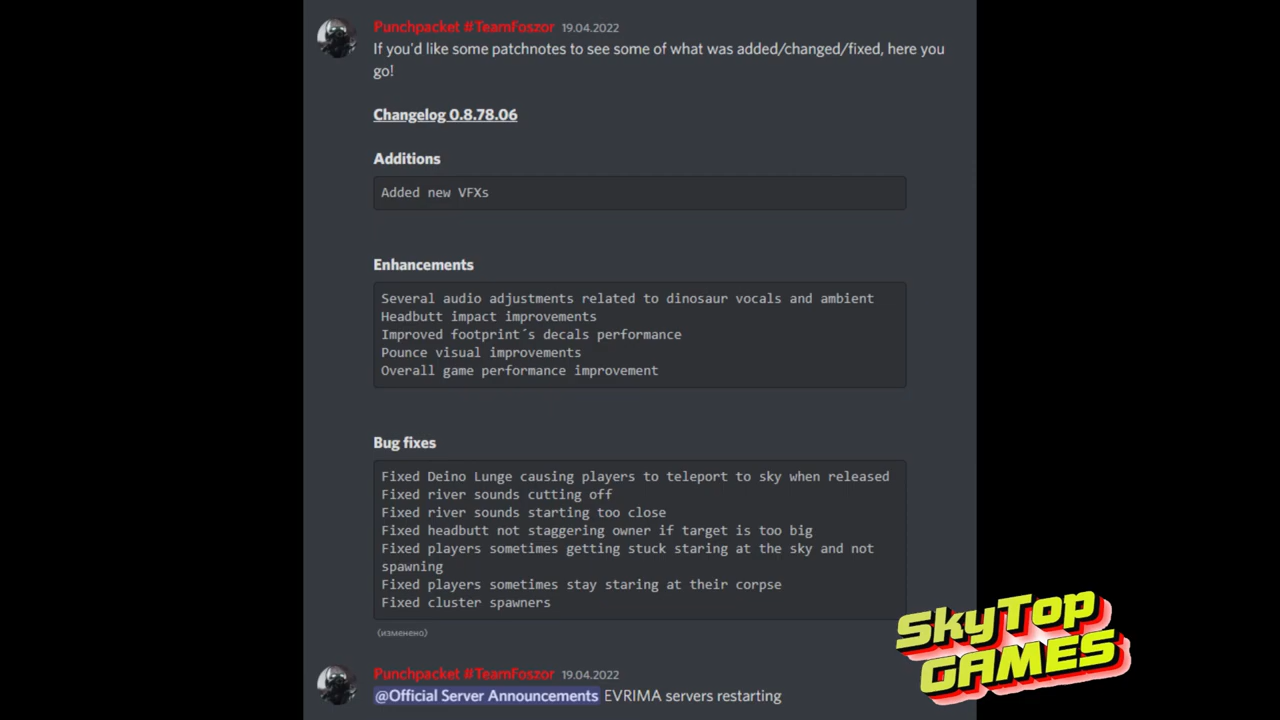 Punchpacket #TeamFoszor 19.04.2022
If you'd like some patchnotes to see some of what was added/changed/fixed, here you
go!
Changelog 0.8.78.06
Additions
Added new VFXs
Enhancements
Several audio adjustments related to dinosaur vocals and ambient
Headbutt impact improvements
Improved footprint´s decals performance
Pounce visual improvements
Overall game performance improvement
Bug fixes
Fixed Deino Lunge causing players to teleport to sky when released
Fixed river sounds cutting off
Fixed river sounds starting too close
Fixed headbutt not staggering owner if target is too big
Fixed players sometimes getting stuck staring at the sky and not
spawning
Fixed players sometimes stay staring at their corpse
Fixed cluster spawners
(изменено)
SkyTop
GAMES
Punchpacket #TeamFoszor 19.04.2022
@Official Server Announcements EVRIMA servers restarting